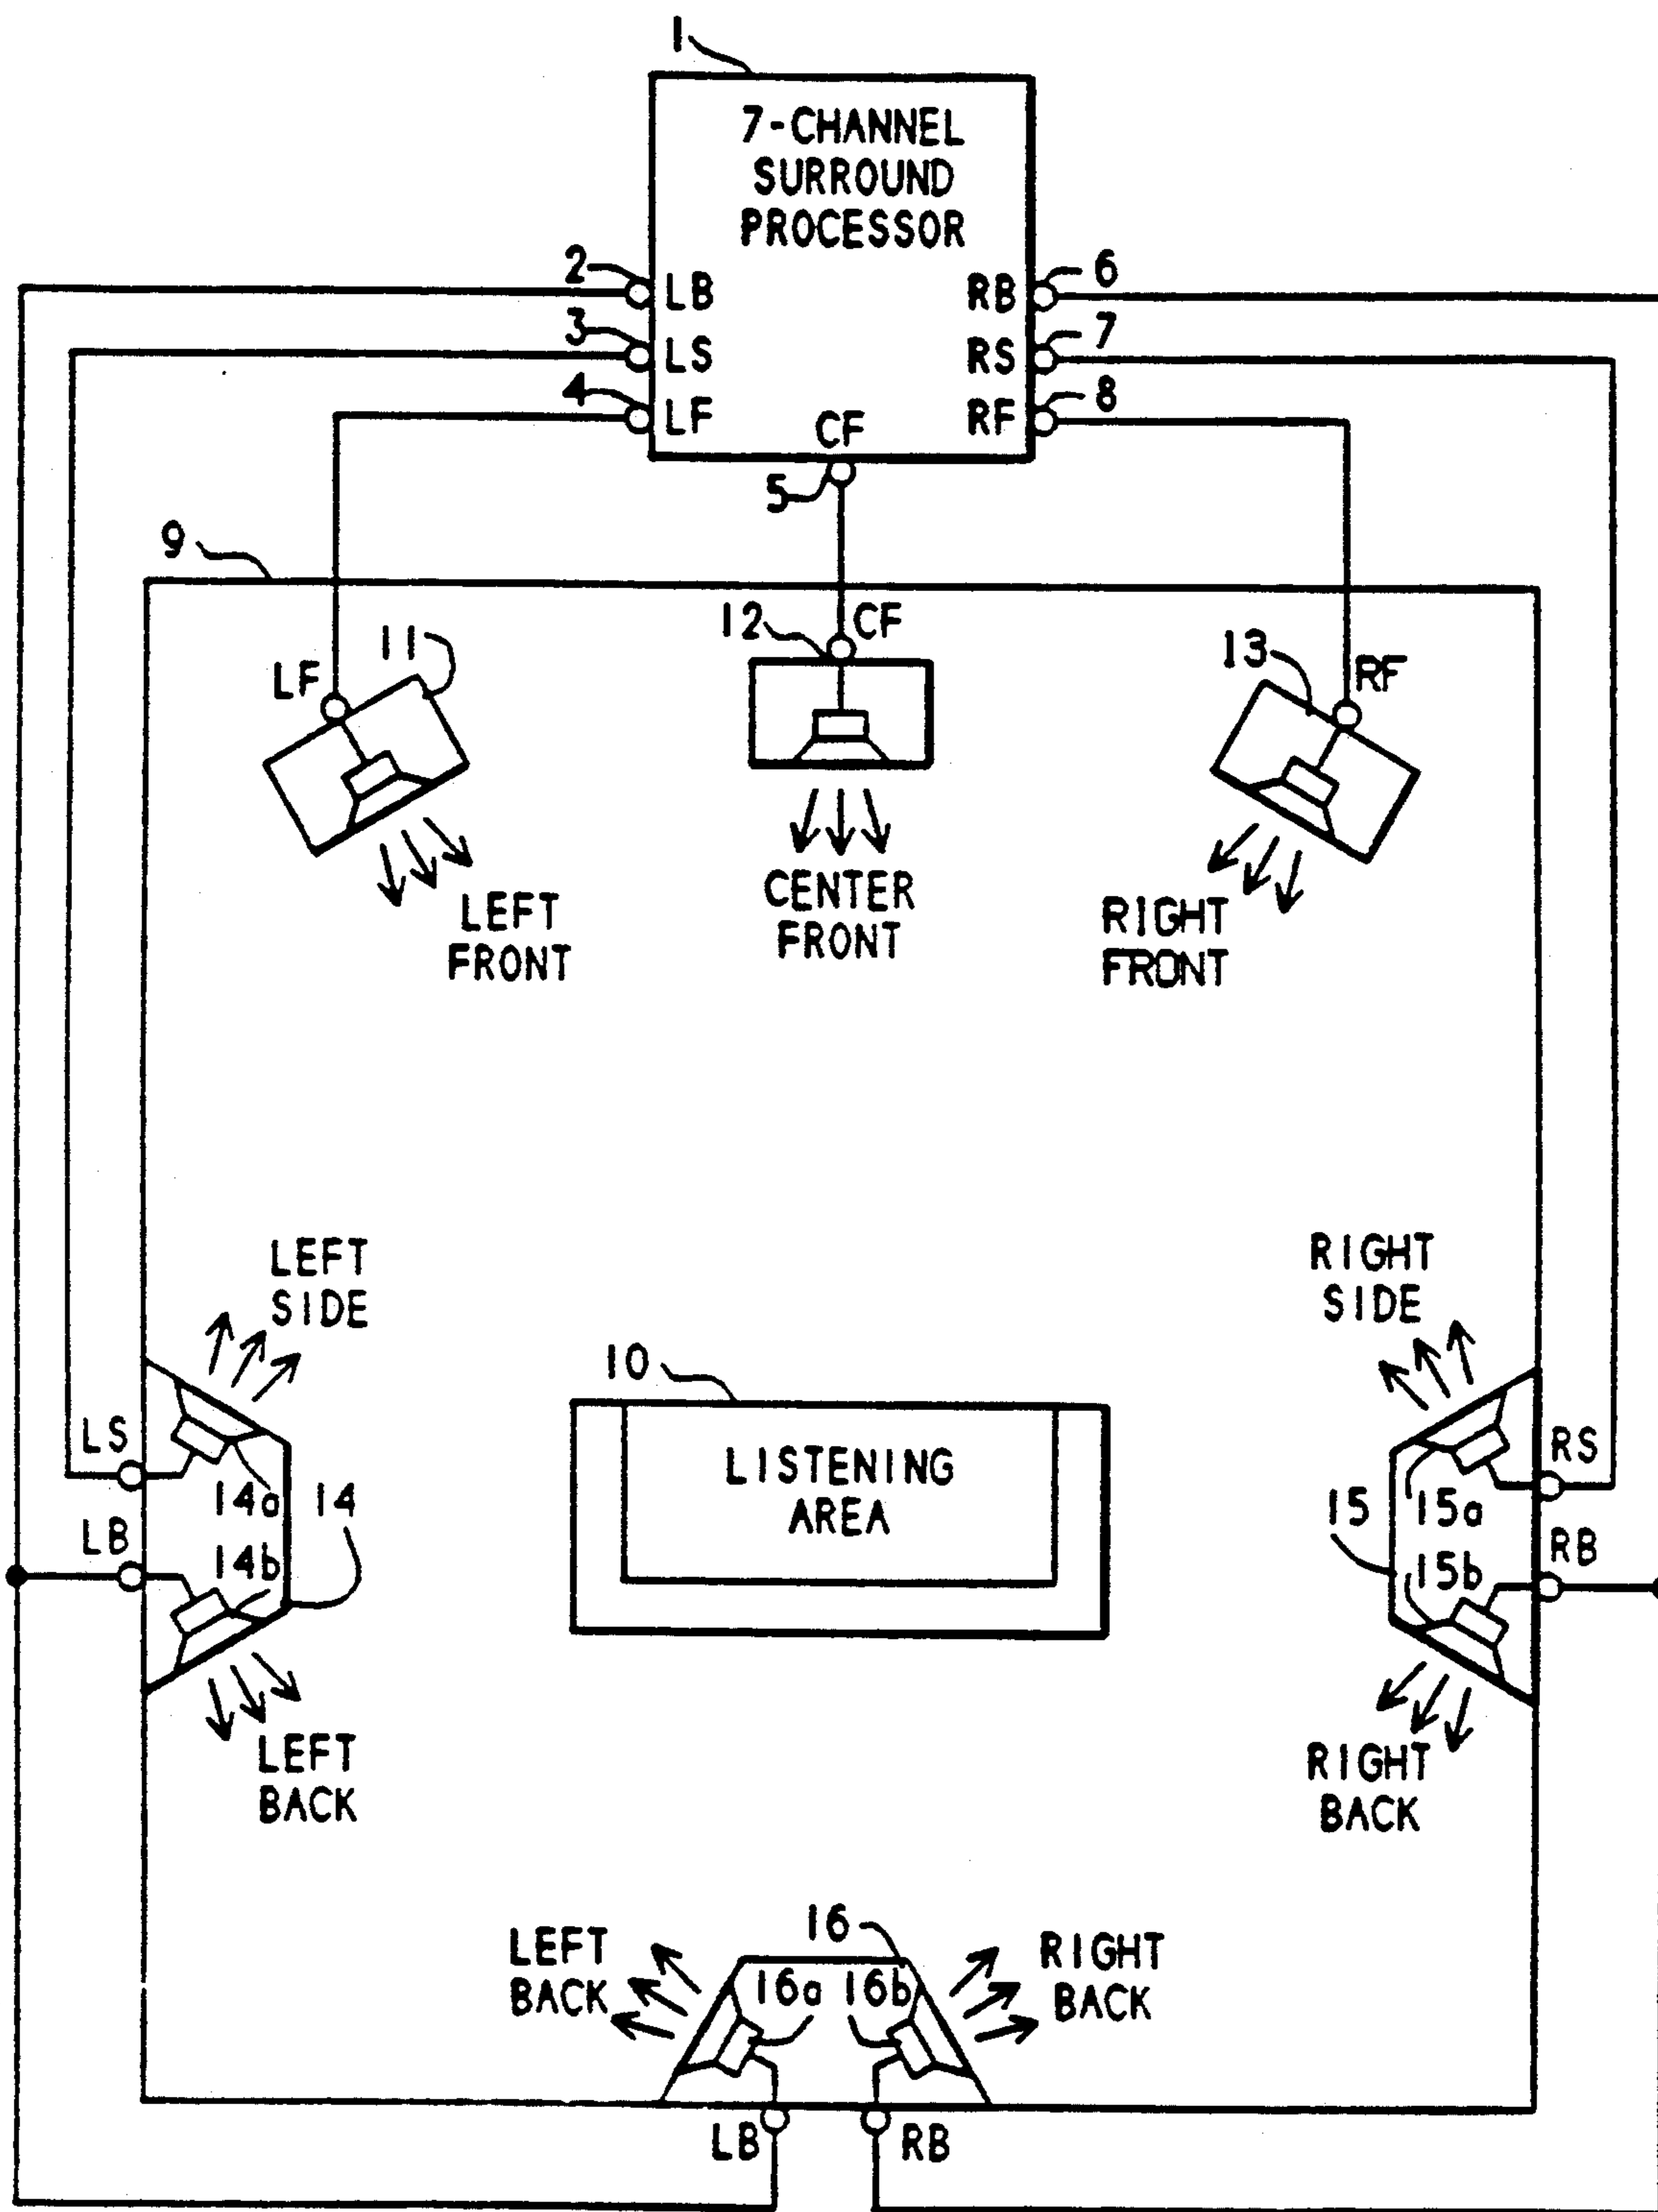 1
7-CHANNEL
SURROUND
PROCESSOR
2
LB
RB
6
3
LS
RS
7
4
LF
CF
RF
8
5
9
12
CF
11
LF
13
RF
LEFT
FRONT
CENTER
FRONT
RIGHT
FRONT
LEFT
SIDE
RIGHT
SIDE
10
LISTENING
AREA
LS
14a
14
LB
14b
15
15a
RS
15b
RB
LEFT
BACK
RIGHT
BACK
16
LEFT
BACK
16a
16b
RIGHT
BACK
LB
RB